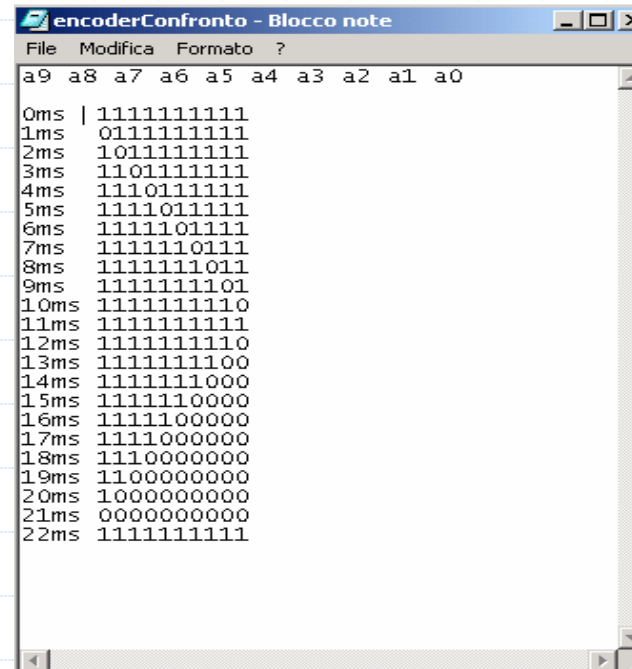 encoderConfronto - Blocco note
File Modifica Formato ?
a9 a8 a7 a6 a5 a4 a3 a2 a1 a0
0ms | 1111111111
1ms 0111111111
2ms 1011111111
3ms 1101111111
4ms 1110111111
5ms 1111011111
6ms 1111101111
7ms 1111110111
8ms 1111111011
9ms 1111111101
10ms 1111111110
11ms 1111111111
12ms 1111111110
13ms 1111111100
14ms 1111111000
15ms 1111110000
16ms 1111100000
17ms 1111000000
18ms 1110000000
19ms 1100000000
20ms 1000000000
21ms 0000000000
22ms 1111111111